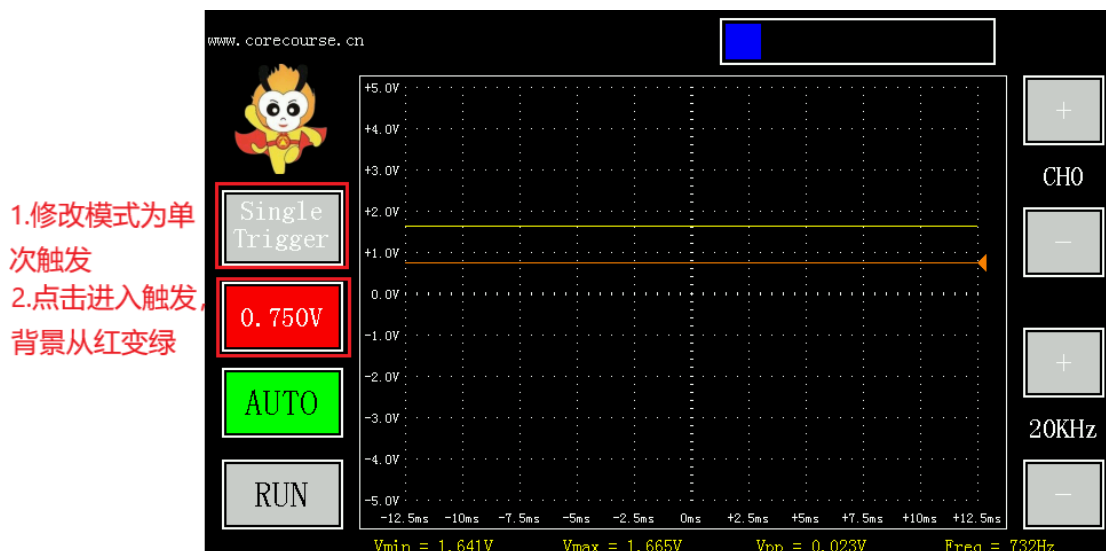 www.corecourse.cn
+5.0V
+4.0V
+3.0V
+2.0V
+1.0V
0.0V
-1.0V
-2.0V
-3.0V
-4.0V
-5.0V
-12.5ms -10ms -7.5ms -5ms -2.5ms 0ms +2.5ms +5ms +7.5ms +10ms +12.5ms
Vmin = 1.641V Vmax = 1.665V Vpp = 0.023V Freq = 732Hz
1.修改模式为单
次触发
2.点击进入触发,
背景从红变绿
Single
Trigger
0.750V
AUTO
RUN
+
CH0
-
+
20KHz
-